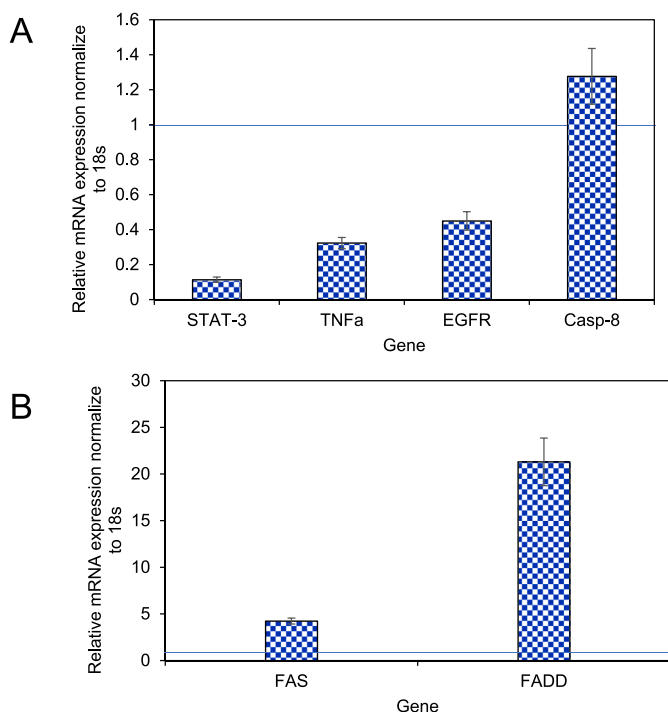 A
Relative mRNA expression normalize
to 18s
1.6
1.4
1.2
1
0.8
0.6
0.4
0.2
0
STAT-3 TNFa EGFR Casp-8
Gene
B
Relative mRNA expression normalize
to 18s
30
25
20
15
10
5
0
FAS FADD
Gene